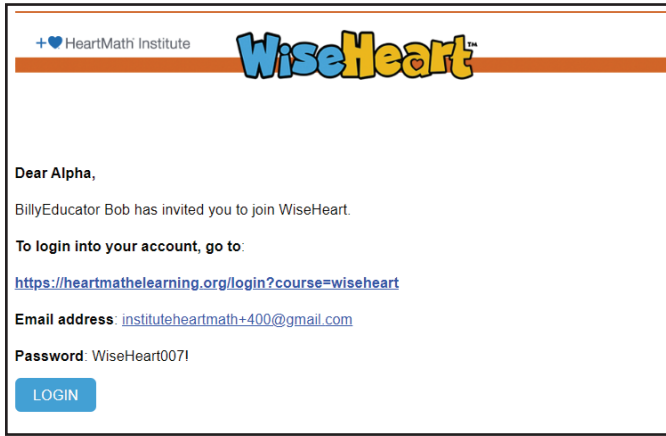 HeartMath Institute
WiseHeart™
Dear Alpha,
BillyEducator Bob has invited you to join WiseHeart.
To login into your account, go to:
https://heartmathelearning.org/login?course=wiseheart
Email address: instituteheartmath+400@gmail.com
Password: WiseHeart007!
LOGIN